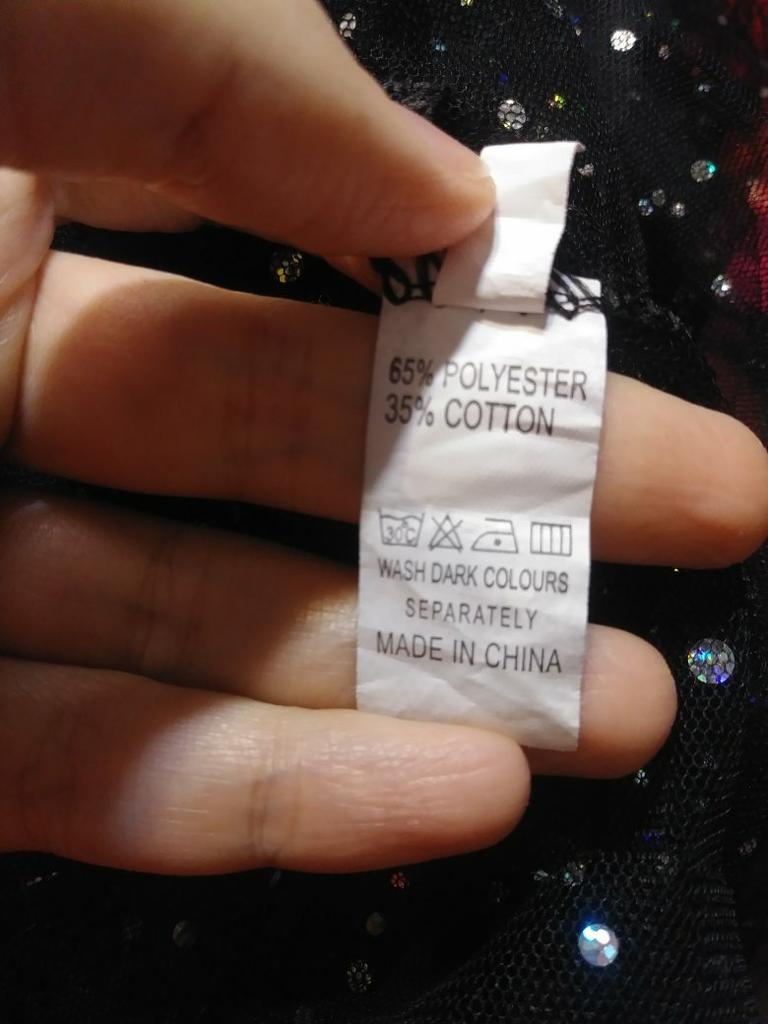 65% POLYESTER
35% COTTON
30°C
WASH DARK COLOURS
SEPARATELY
MADE IN CHINA